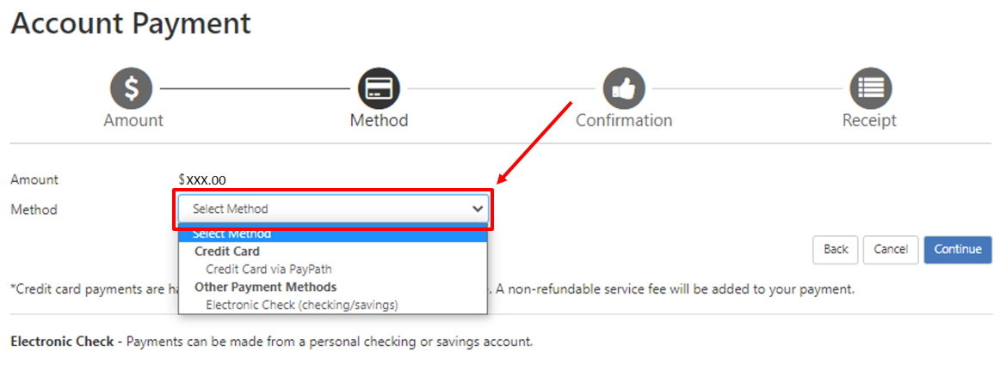 Account Payment
Amount
Method
Confirmation
Receipt
Amount $XXX.00
Method Select Method
Select Method
Credit Card
Credit Card via PayPath
Other Payment Methods
Electronic Check (checking/savings)
Back Cancel Continue
*Credit card payments are . A non-refundable service fee will be added to your payment.
Electronic Check - Payments can be made from a personal checking or savings account.